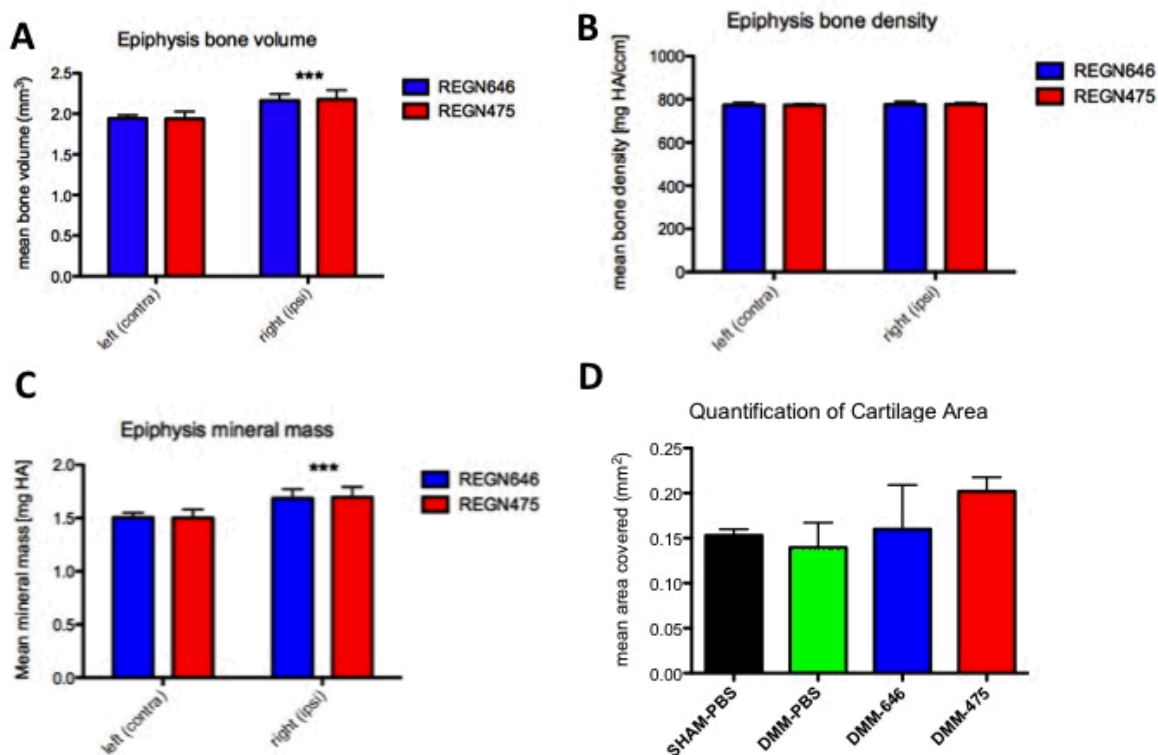 A
Epiphysis bone volume
mean bone volume (mm³)
2.5
2.0
1.5
1.0
0.5
0.0
***
REGN646
REGN475
left (contra)
right (ipsi)
B
Epiphysis bone density
mean bone density [mg HA/ccm]
1000
800
600
400
200
0
REGN646
REGN475
left (contra)
right (ipsi)
C
Epiphysis mineral mass
Mean mineral mass [mg HA]
2.0
1.5
1.0
0.5
0.0
***
REGN646
REGN475
left (contra)
right (ipsi)
D
Quantification of Cartilage Area
mean area covered (mm²)
0.25
0.20
0.15
0.10
0.05
0.00
SHAM-PBS
DMM-PBS
DMM-646
DMM-475